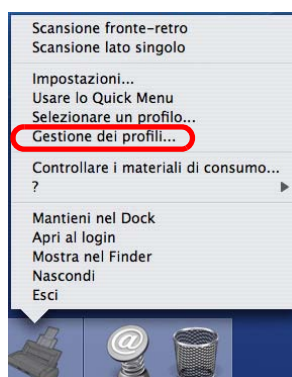 Scansione fronte-retro
Scansione lato singolo
Impostazioni...
Usare lo Quick Menu
Selezionare un profilo...
Gestione dei profili...
Controllare i materiali di consumo...
?
Mantieni nel Dock
Apri al login
Mostra nel Finder
Nascondi
Esci
@